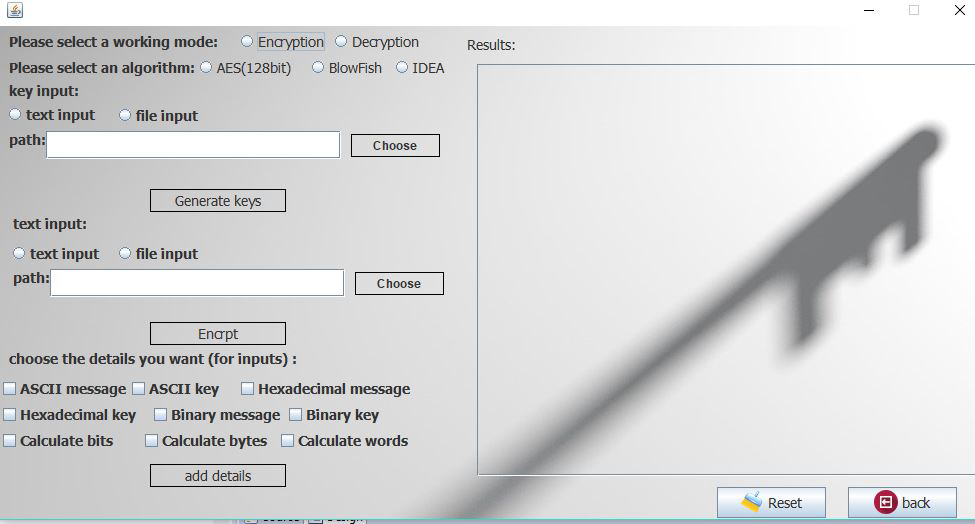 Please select a working mode: Encryption Decryption
Results:
Please select an algorithm: AES(128bit) BlowFish IDEA
key input:
text input file input
path: Choose
Generate keys
text input:
text input file input
path: Choose
Encrpt
choose the details you want (for inputs) :
ASCII message ASCII key Hexadecimal message
Hexadecimal key Binary message Binary key
Calculate bits Calculate bytes Calculate words
add details
Reset back